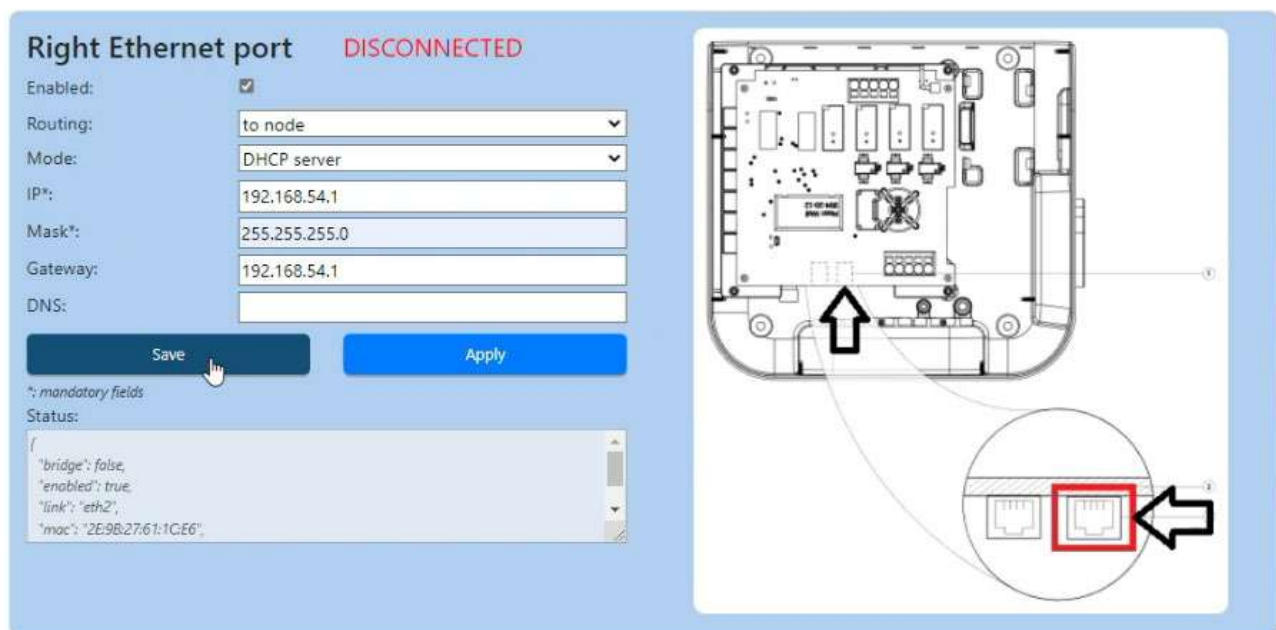 Right Ethernet port DISCONNECTED
Enabled:
Routing: to node
Mode: DHCP server
IP*: 192.168.54.1
Mask*: 255.255.255.0
Gateway: 192.168.54.1
DNS:
Save Apply
*: mandatory fields
Status:
{
"bridge": false,
"enabled": true,
"link": "eth2",
"mac": "2E:9B:27:61:1C:E6",
1
2